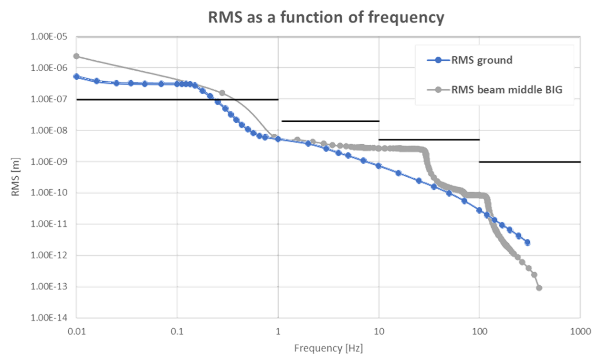 RMS as a function of frequency
1.00E-05
1.00E-06
1.00E-07
1.00E-08
1.00E-09
1.00E-10
1.00E-11
1.00E-12
1.00E-13
1.00E-14
RMS [m]
RMS ground
RMS beam middle BIG
0.01 0.1 1 10 100 1000
Frequency [Hz]